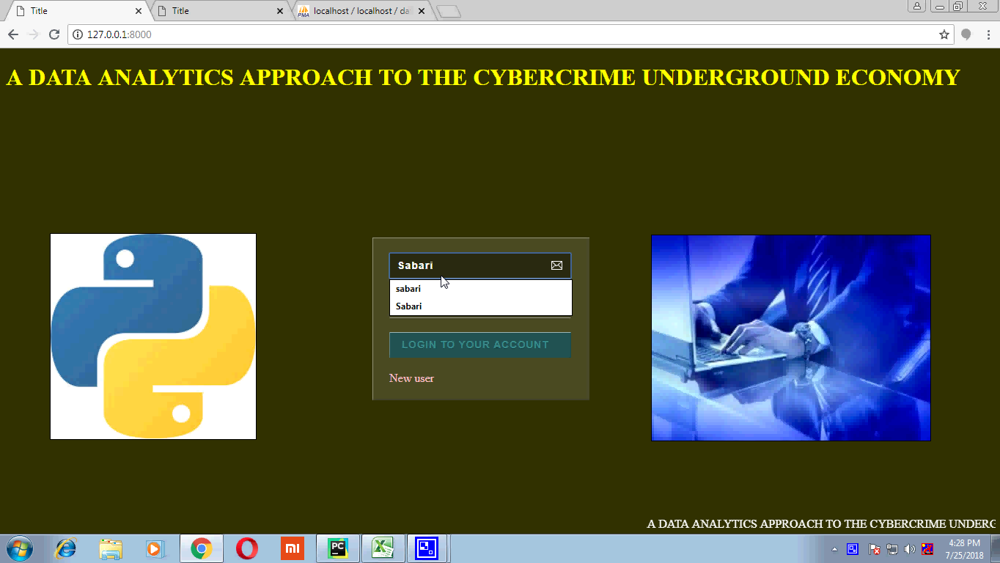 Title
Title
localhost / localhost / da
127.0.0.1:8000
A DATA ANALYTICS APPROACH TO THE CYBERCRIME UNDERGROUND ECONOMY
Sabari
sabari
Sabari
LOGIN TO YOUR ACCOUNT
New user
A DATA ANALYTICS APPROACH TO THE CYBERCRIME UNDERG
PMA
mi
PC
4:28 PM
7/25/2018